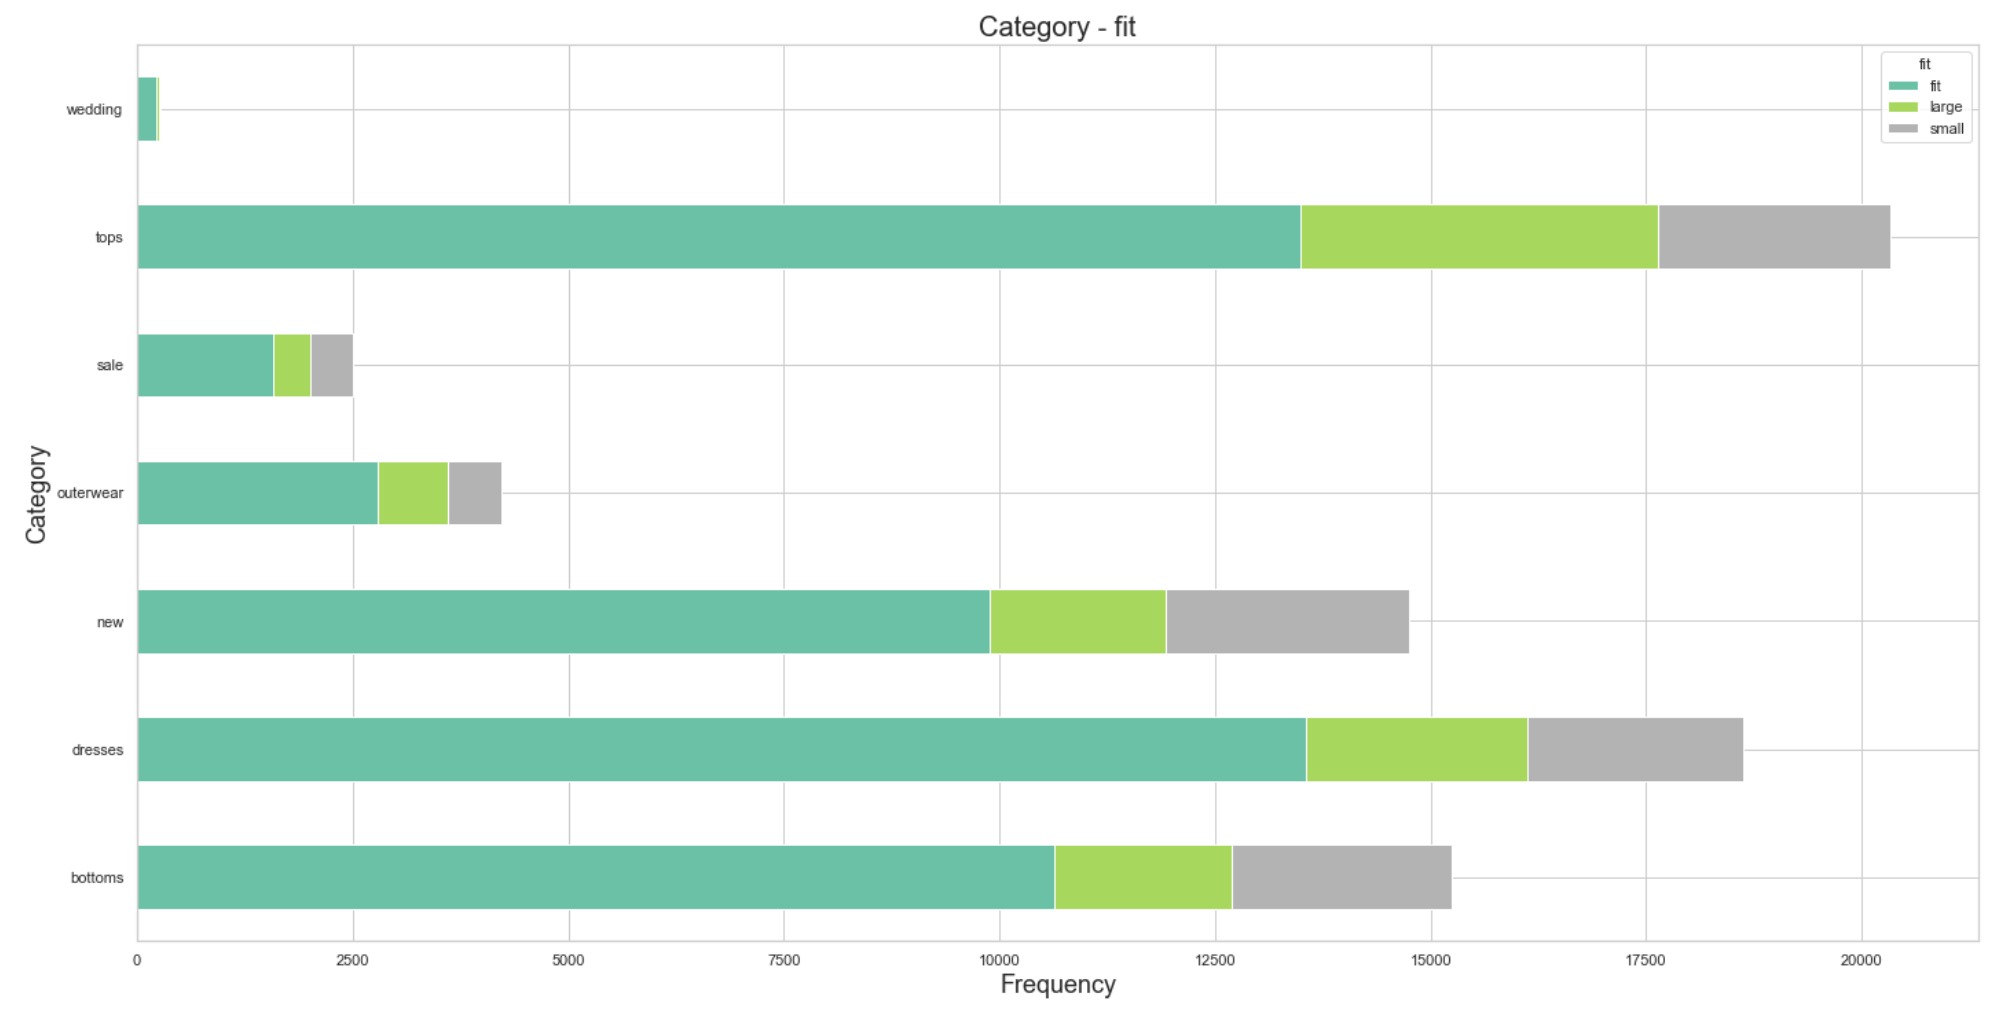 Category - fit
fit
fit
large
small
wedding
tops
sale
outerwear
new
dresses
bottoms
Category
0 2500 5000 7500 10000 12500 15000 17500 20000
Frequency